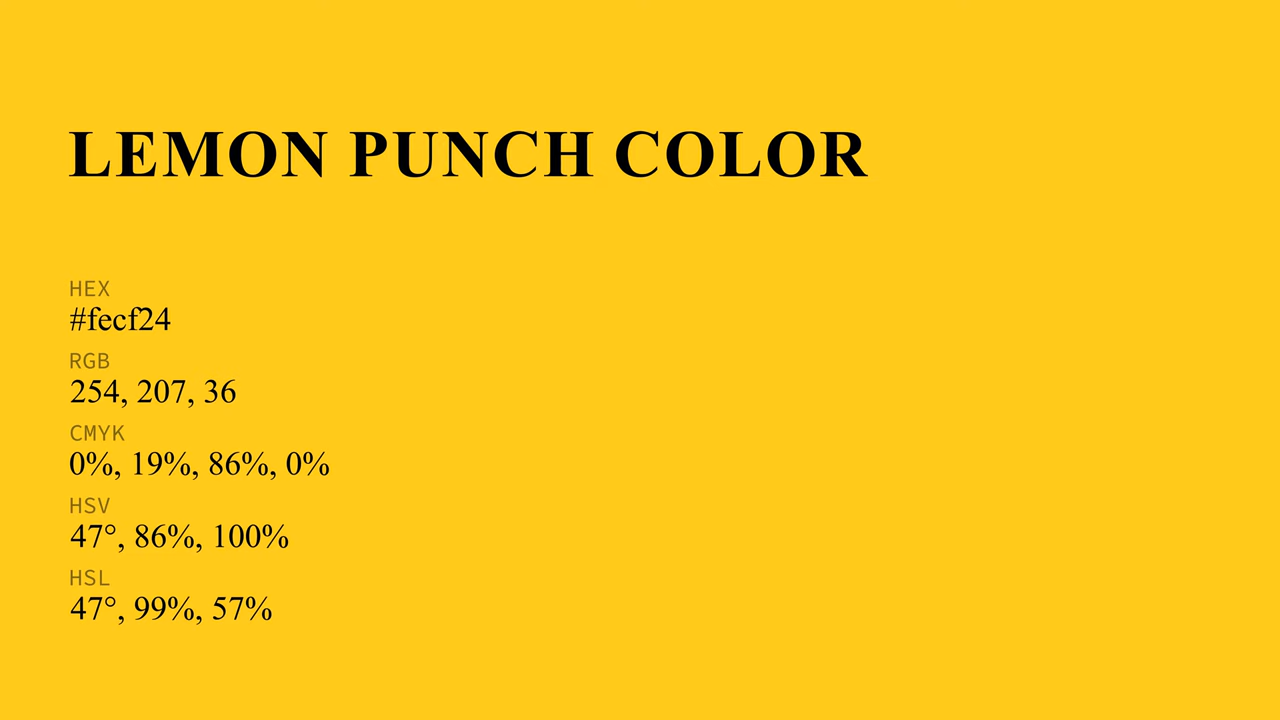 LEMON PUNCH COLOR
HEX
#fecf24
RGB
254, 207, 36
CMYK
0%, 19%, 86%, 0%
HSV
47°, 86%, 100%
HSL
47°, 99%, 57%